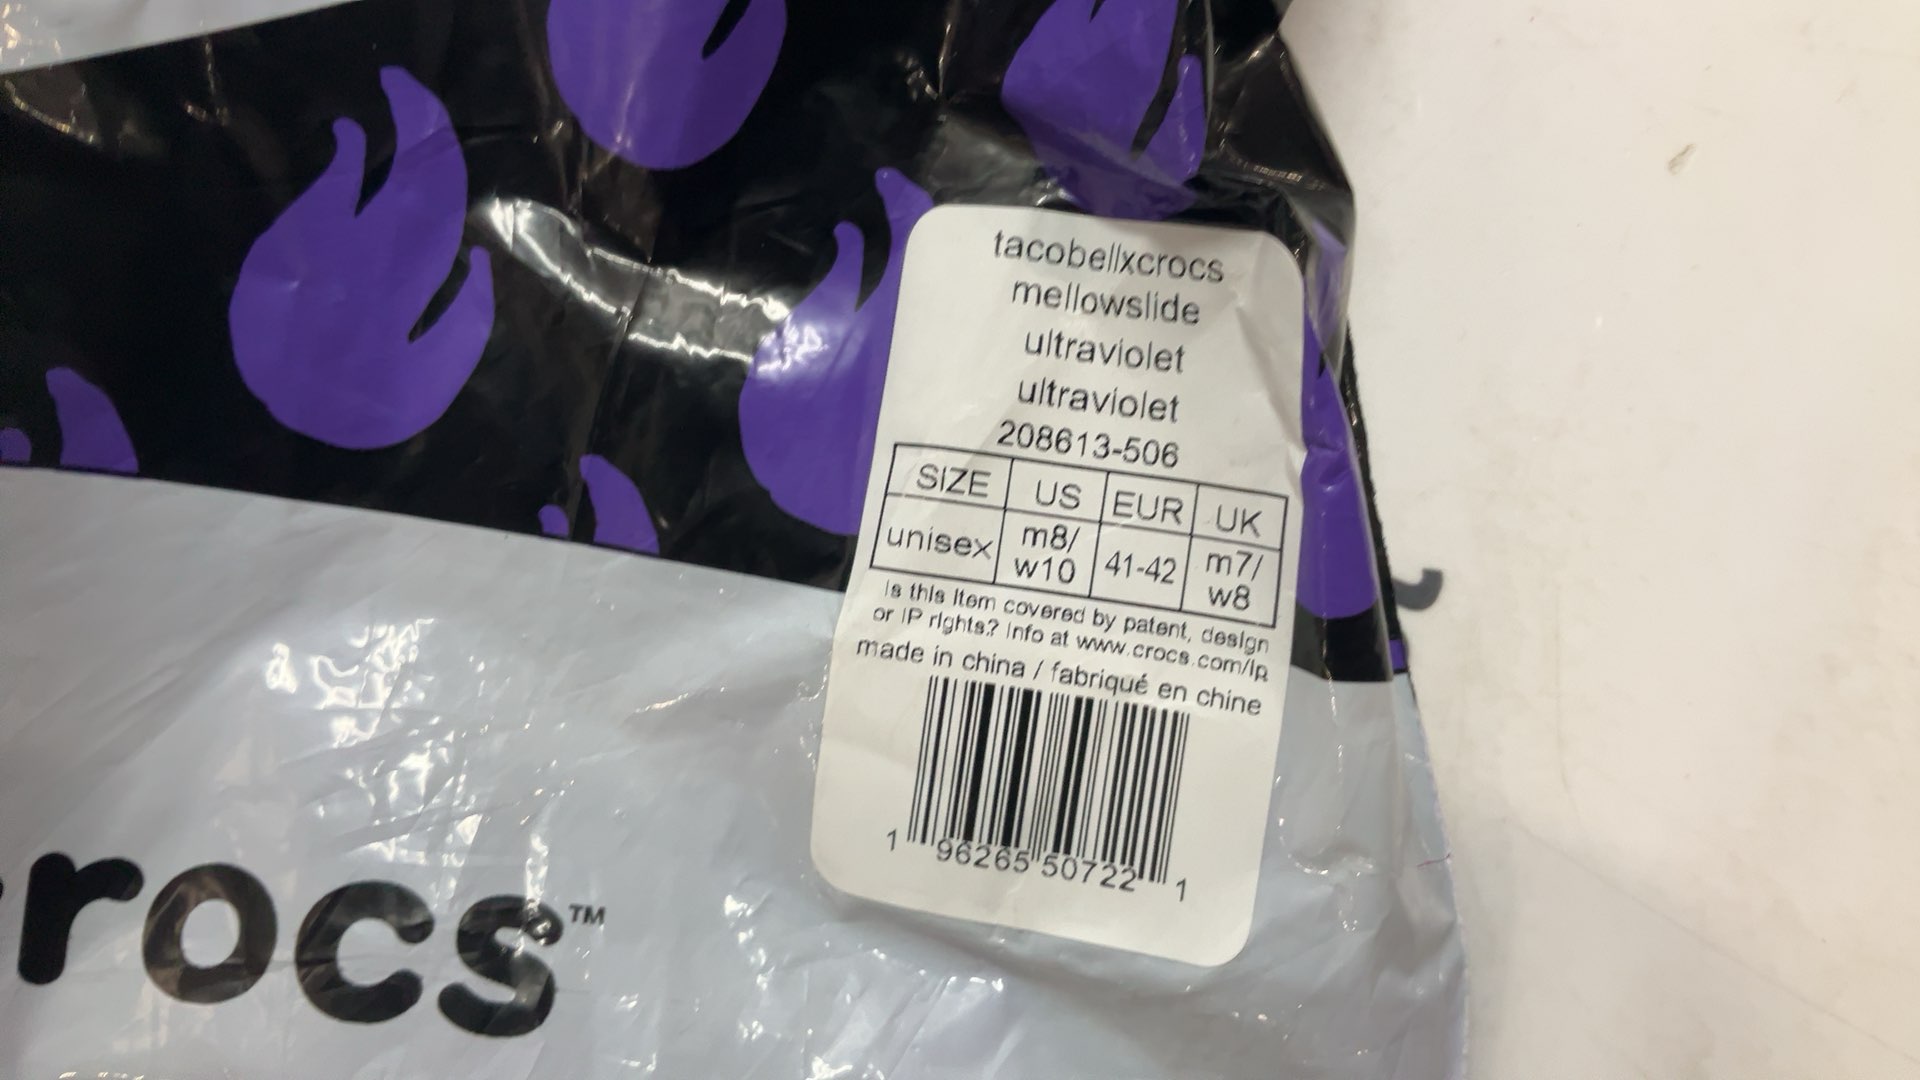 tacobellxcrocs
mellowslide
ultraviolet
ultraviolet
208613-506
SIZE US EUR UK
unisex m8/ w10 41-42 m7/ w8
Is this item covered by patent, design
or IP rights? Info at www.crocs.com/ip
made in china / fabriqué en chine
1 96265 50722 1
rocs™